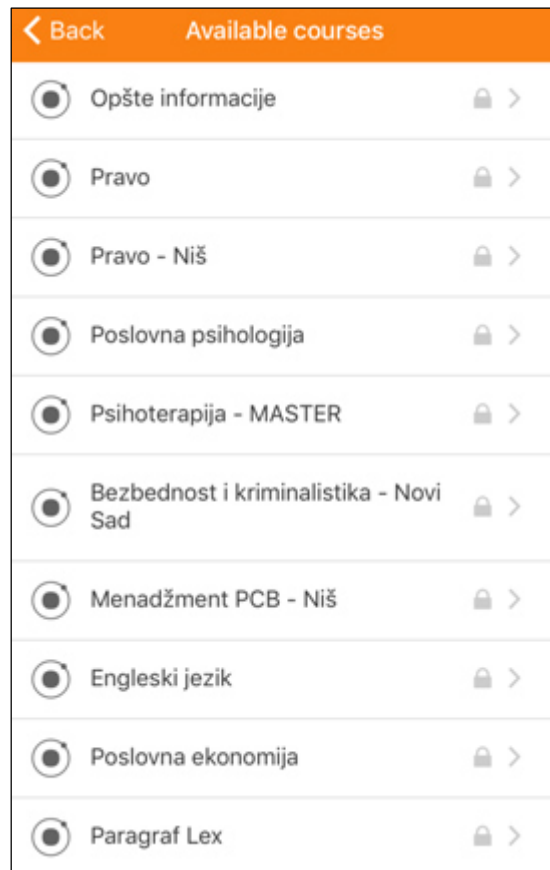 Back Available courses
Opšte informacije
Pravo
Pravo - Niš
Poslovna psihologija
Psihoterapija - MASTER
Bezbednost i kriminalistika - Novi
Sad
Menadžment PCB - Niš
Engleski jezik
Poslovna ekonomija
Paragraf Lex